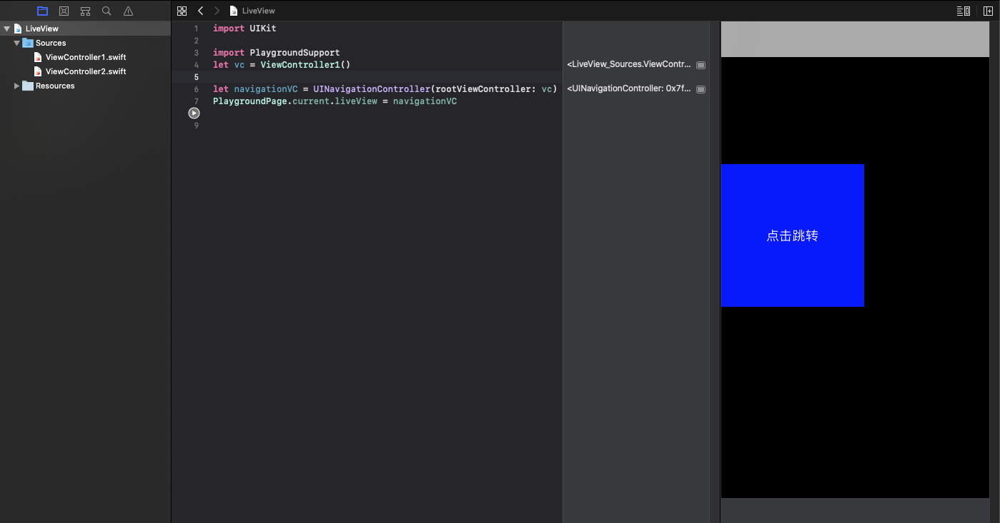 LiveView
LiveView
Sources
ViewController1.swift
ViewController2.swift
Resources
1 import UIKit
2
3 import PlaygroundSupport
4 let vc = ViewController1()
5
6 let navigationVC = UINavigationController(rootViewController: vc)
7 PlaygroundPage.current.liveView = navigationVC
9
<LiveView_Sources.ViewContr...
<UINavigationController: 0x7f...
点击跳转